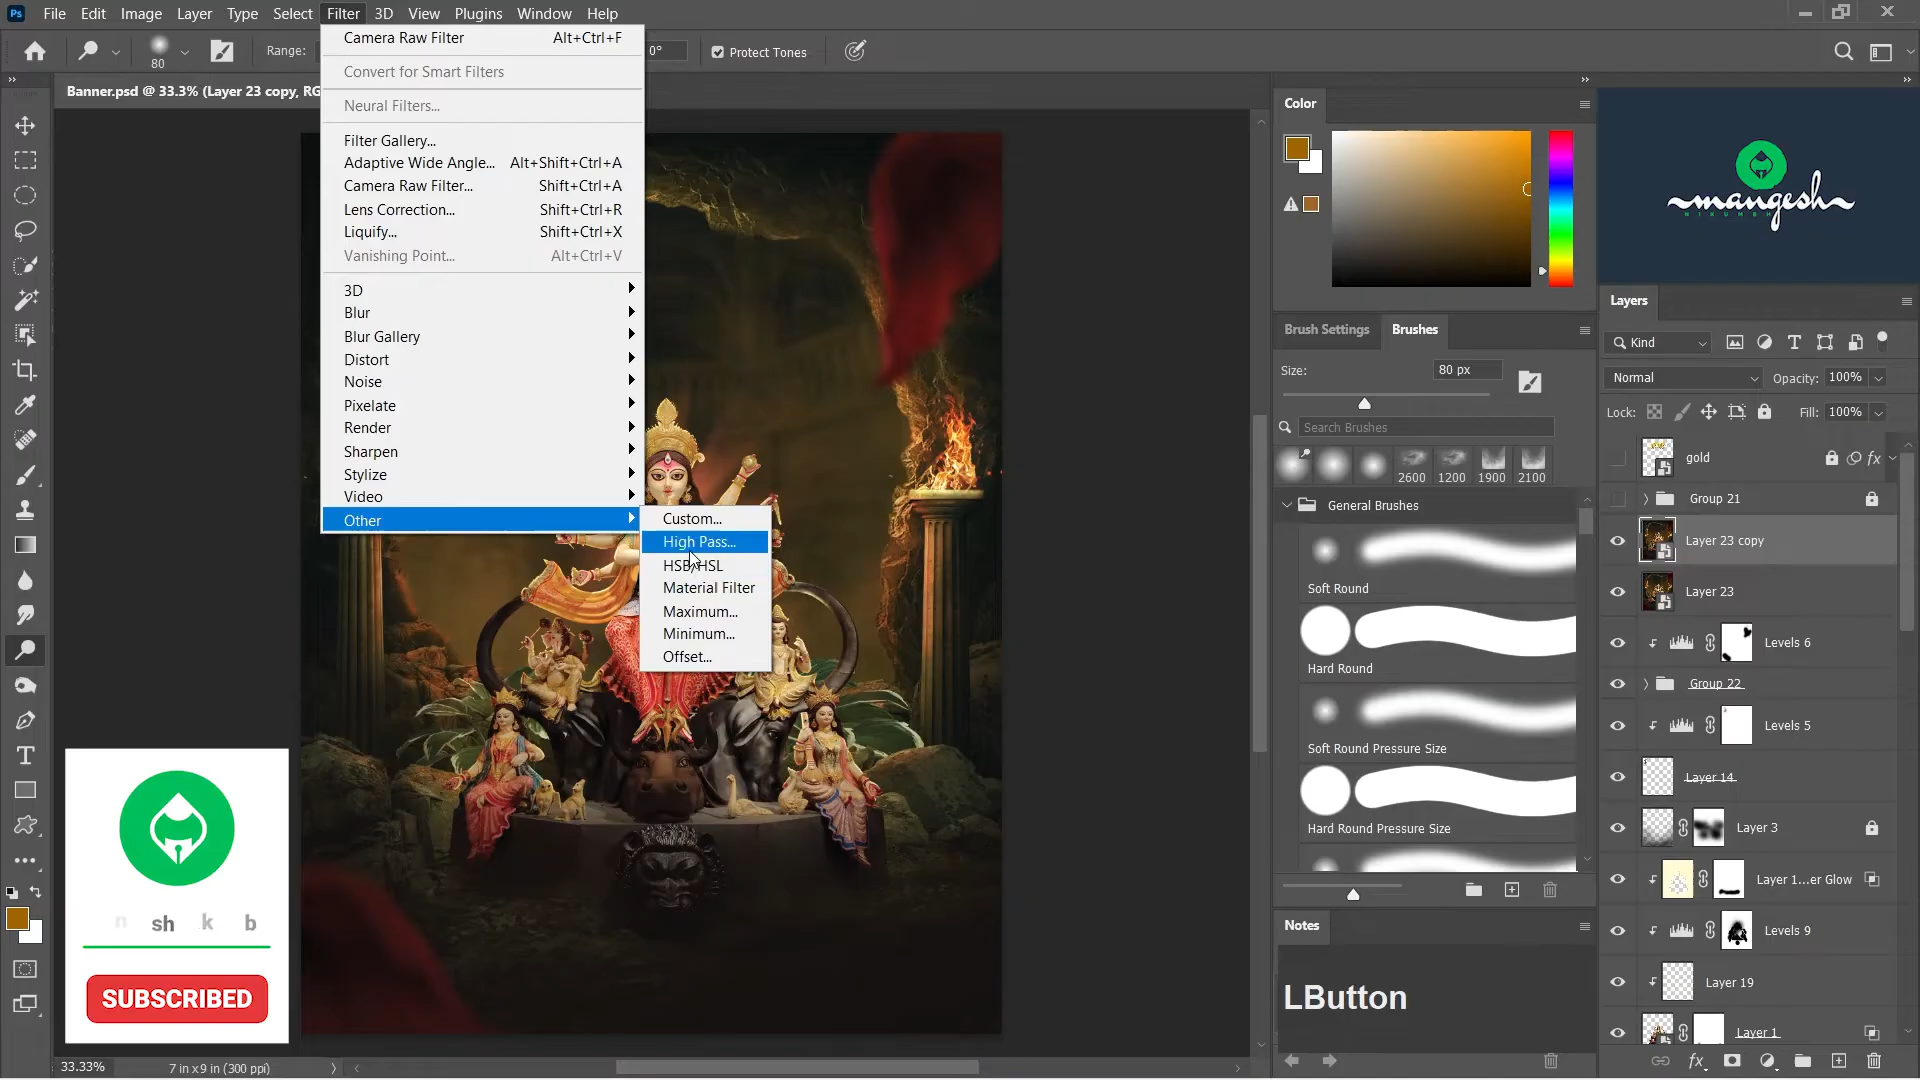 Ps File Edit Image Layer Type Select Filter 3D View Plugins Window Help
80
Range:
0°
Protect Tones
Banner.psd @ 33.3% (Layer 23 copy, RG
Camera Raw Filter Alt+Ctrl+F
Convert for Smart Filters
Neural Filters...
Filter Gallery...
Adaptive Wide Angle... Alt+Shift+Ctrl+A
Camera Raw Filter... Shift+Ctrl+A
Lens Correction... Shift+Ctrl+R
Liquify... Shift+Ctrl+X
Vanishing Point... Alt+Ctrl+V
3D
Blur
Blur Gallery
Distort
Noise
Pixelate
Render
Sharpen
Stylize
Video
Other
Custom...
High Pass...
HSB/HSL
Material Filter
Maximum...
Minimum...
Offset...
n sh k b
SUBSCRIBED
33.33% 7 in x 9 in (300 ppi)
Color
Brush Settings Brushes
Size: 80 px
Search Brushes
2600 1200 1900 2100
General Brushes
Soft Round
Hard Round
Soft Round Pressure Size
Hard Round Pressure Size
Notes
LButton
mangesh
NIKUMBH
Layers
Kind
Normal Opacity: 100%
Lock: Fill: 100%
gold fx
Group 21
Layer 23 copy
Layer 23
Levels 6
Group 22
Levels 5
Layer 14
Layer 3
Layer 1...er Glow
Levels 9
Layer 19
Layer 1
fx